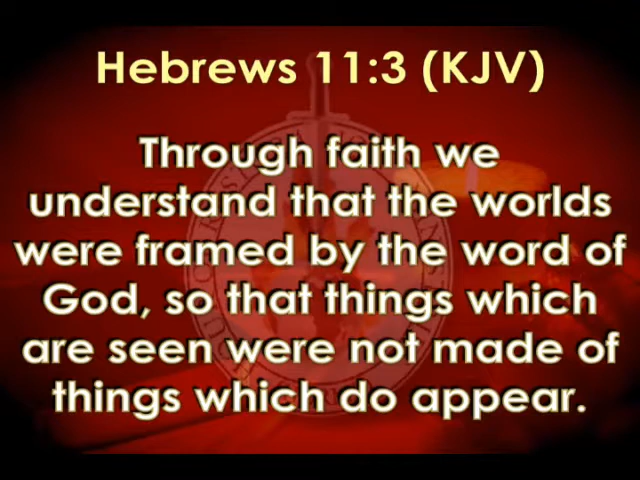 Hebrews 11:3 (KJV)
Through faith we
understand that the worlds
were framed by the word of
God, so that things which
are seen were not made of
things which do appear.